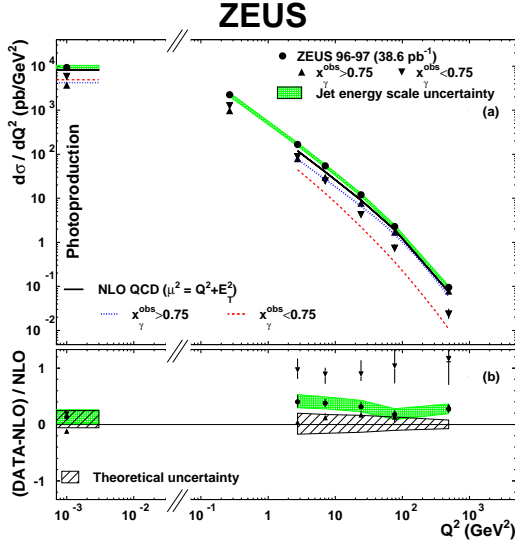 ZEUS
ZEUS 96-97 (38.6 pb⁻¹)
x_γ^obs>0.75 x_γ^obs<0.75
Jet energy scale uncertainty
(a)
dσ / dQ² (pb/GeV²)
10⁴
10³
10²
10
1
10⁻¹
10⁻²
Photoproduction
NLO QCD (μ² = Q²+E_T²)
x_γ^obs>0.75 x_γ^obs<0.75
(b)
(DATA-NLO) / NLO
1
0
-1
Theoretical uncertainty
10⁻³ 10⁻² 10⁻¹ 1 10 10² 10³
Q² (GeV²)